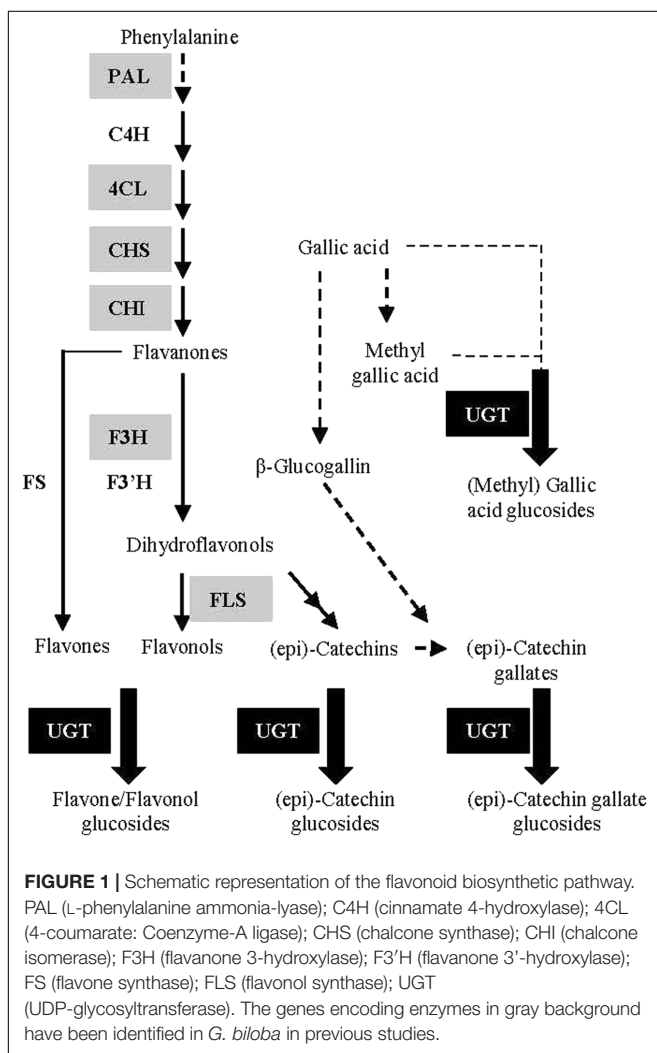 Phenylalanine
PAL
C4H
4CL
CHS
CHI
Flavanones
Gallic acid
Methyl
gallic acid
UGT
(Methyl) Gallic
acid glucosides
β-Glucogallin
F3H
F3'H
FS
Dihydroflavonols
FLS
Flavones
Flavonols
(epi)-Catechins
(epi)-Catechin
gallates
UGT
UGT
UGT
Flavone/Flavonol
glucosides
(epi)-Catechin
glucosides
(epi)-Catechin gallate
glucosides
FIGURE 1 | Schematic representation of the flavonoid biosynthetic pathway.
PAL (L-phenylalanine ammonia-lyase); C4H (cinnamate 4-hydroxylase); 4CL
(4-coumarate: Coenzyme-A ligase); CHS (chalcone synthase); CHI (chalcone
isomerase); F3H (flavanone 3-hydroxylase); F3′H (flavanone 3'-hydroxylase);
FS (flavone synthase); FLS (flavonol synthase); UGT
(UDP-glycosyltransferase). The genes encoding enzymes in gray background
have been identified in G. biloba in previous studies.